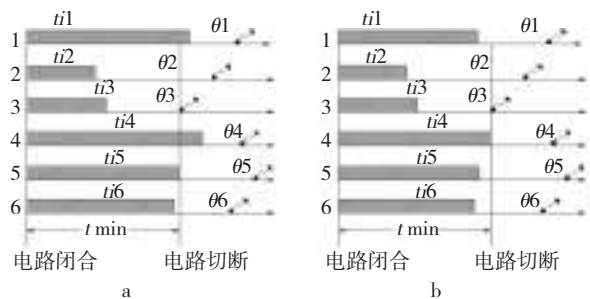 ti1 θ1
1
ti2 θ2
2
ti3 θ3
3
ti4 θ4
4
ti5 θ5
5
ti6 θ6
6
t min
电路闭合 电路切断
a
ti1 θ1
1
ti2 θ2
2
ti3 θ3
3
ti4 θ4
4
ti5 θ5
5
ti6 θ6
6
t min
电路闭合 电路切断
b